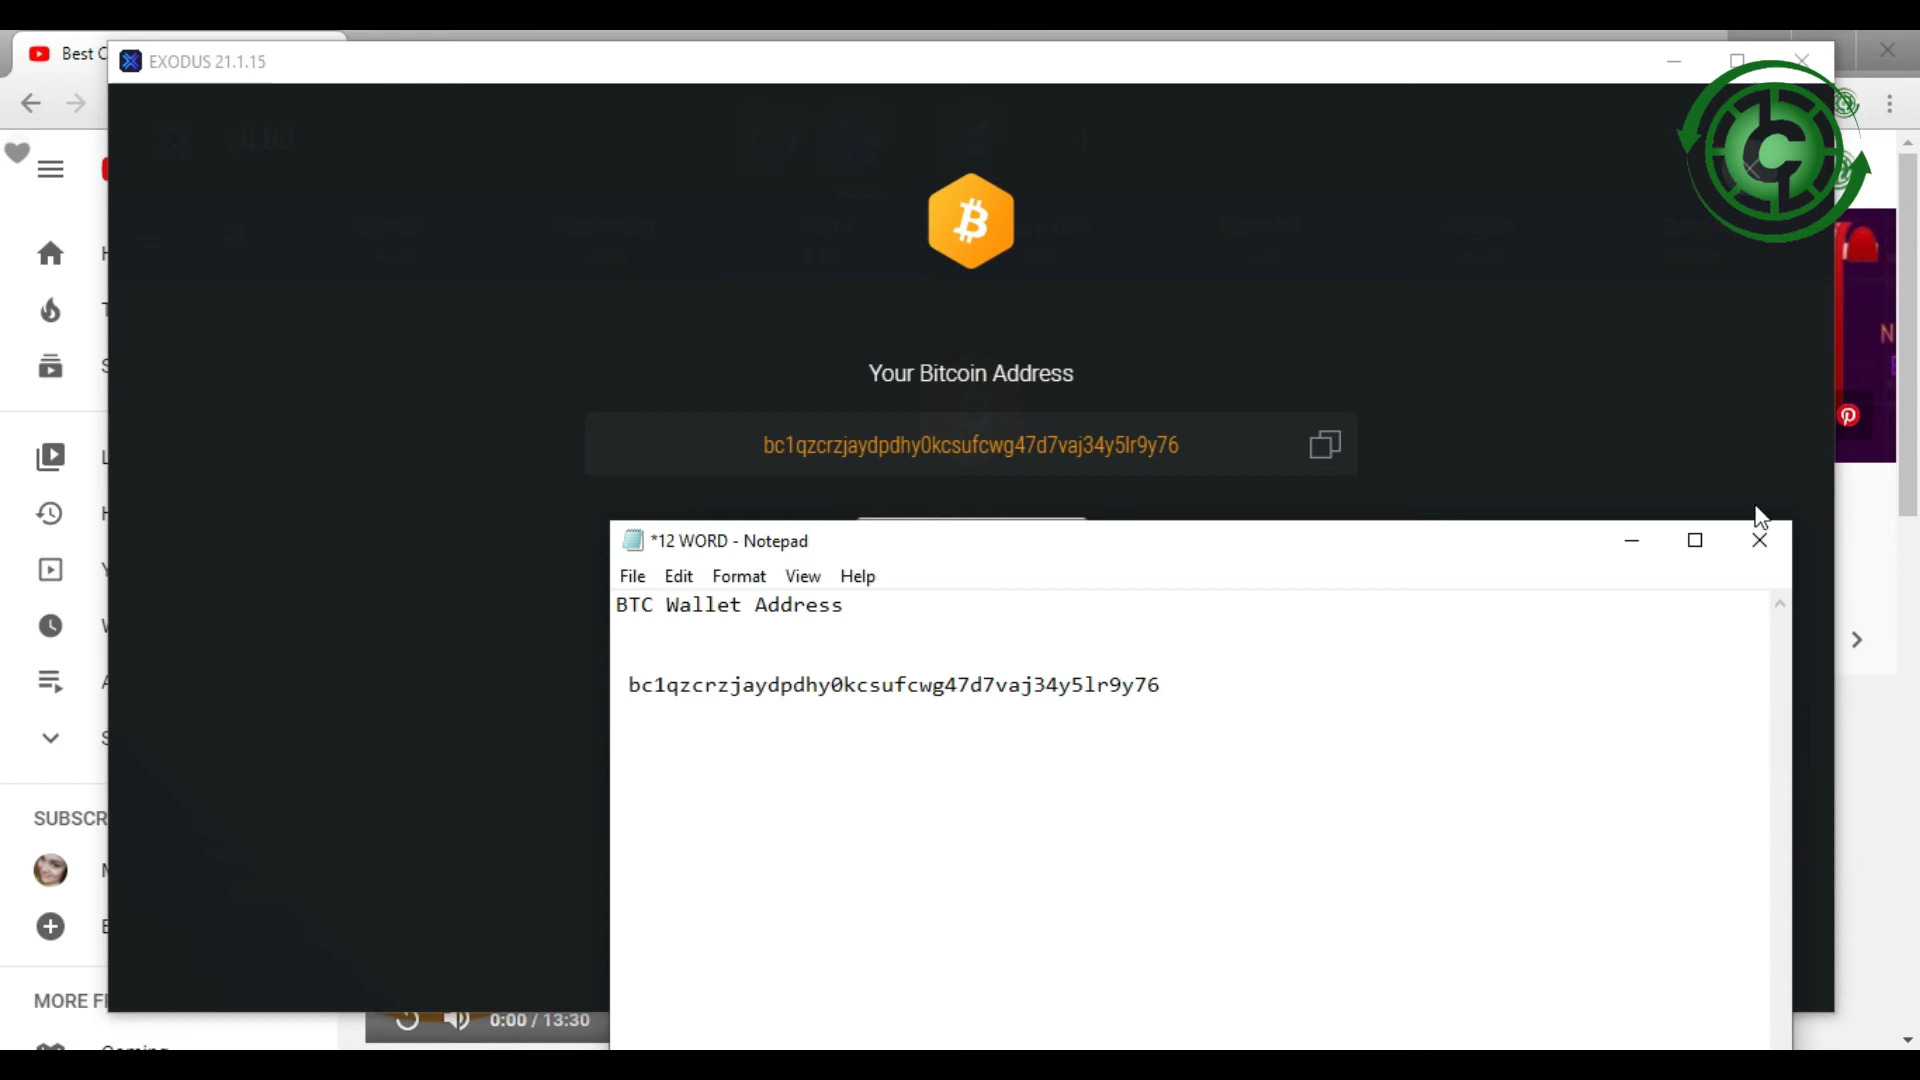 Best C
EXODUS 21.1.15
Your Bitcoin Address
bc1qzcrzjaydpdhy0kcsufcwg47d7vaj34y5lr9y76
*12 WORD - Notepad
File Edit Format View Help
BTC Wallet Address
bc1qzcrzjaydpdhy0kcsufcwg47d7vaj34y5lr9y76
SUBSCR
MORE F
0:00 / 13:30